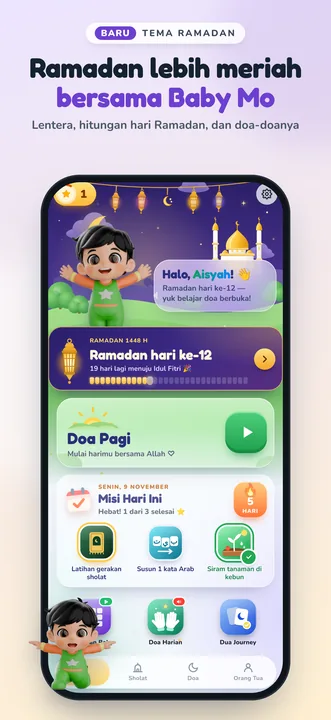 BARU TEMA RAMADAN
Ramadan lebih meriah
bersama Baby Mo
Lentera, hitungan hari Ramadan, dan doa-doanya
1
Halo, Aisyah! 👋
Ramadan hari ke-12 —
yuk belajar doa berbuka!
RAMADAN 1448 H
Ramadan hari ke-12
19 hari lagi menuju Idul Fitri 🎉
Doa Pagi
Mulai harimu bersama Allah ♡
SENIN, 9 NOVEMBER
Misi Hari Ini
Hebat! 1 dari 3 selesai ⭐
5
HARI
Latihan gerakan
sholat
Susun 1 kata Arab
Siram tanaman di
kebun
Doa Harian
Dua Journey
Sholat
Doa
Orang Tua